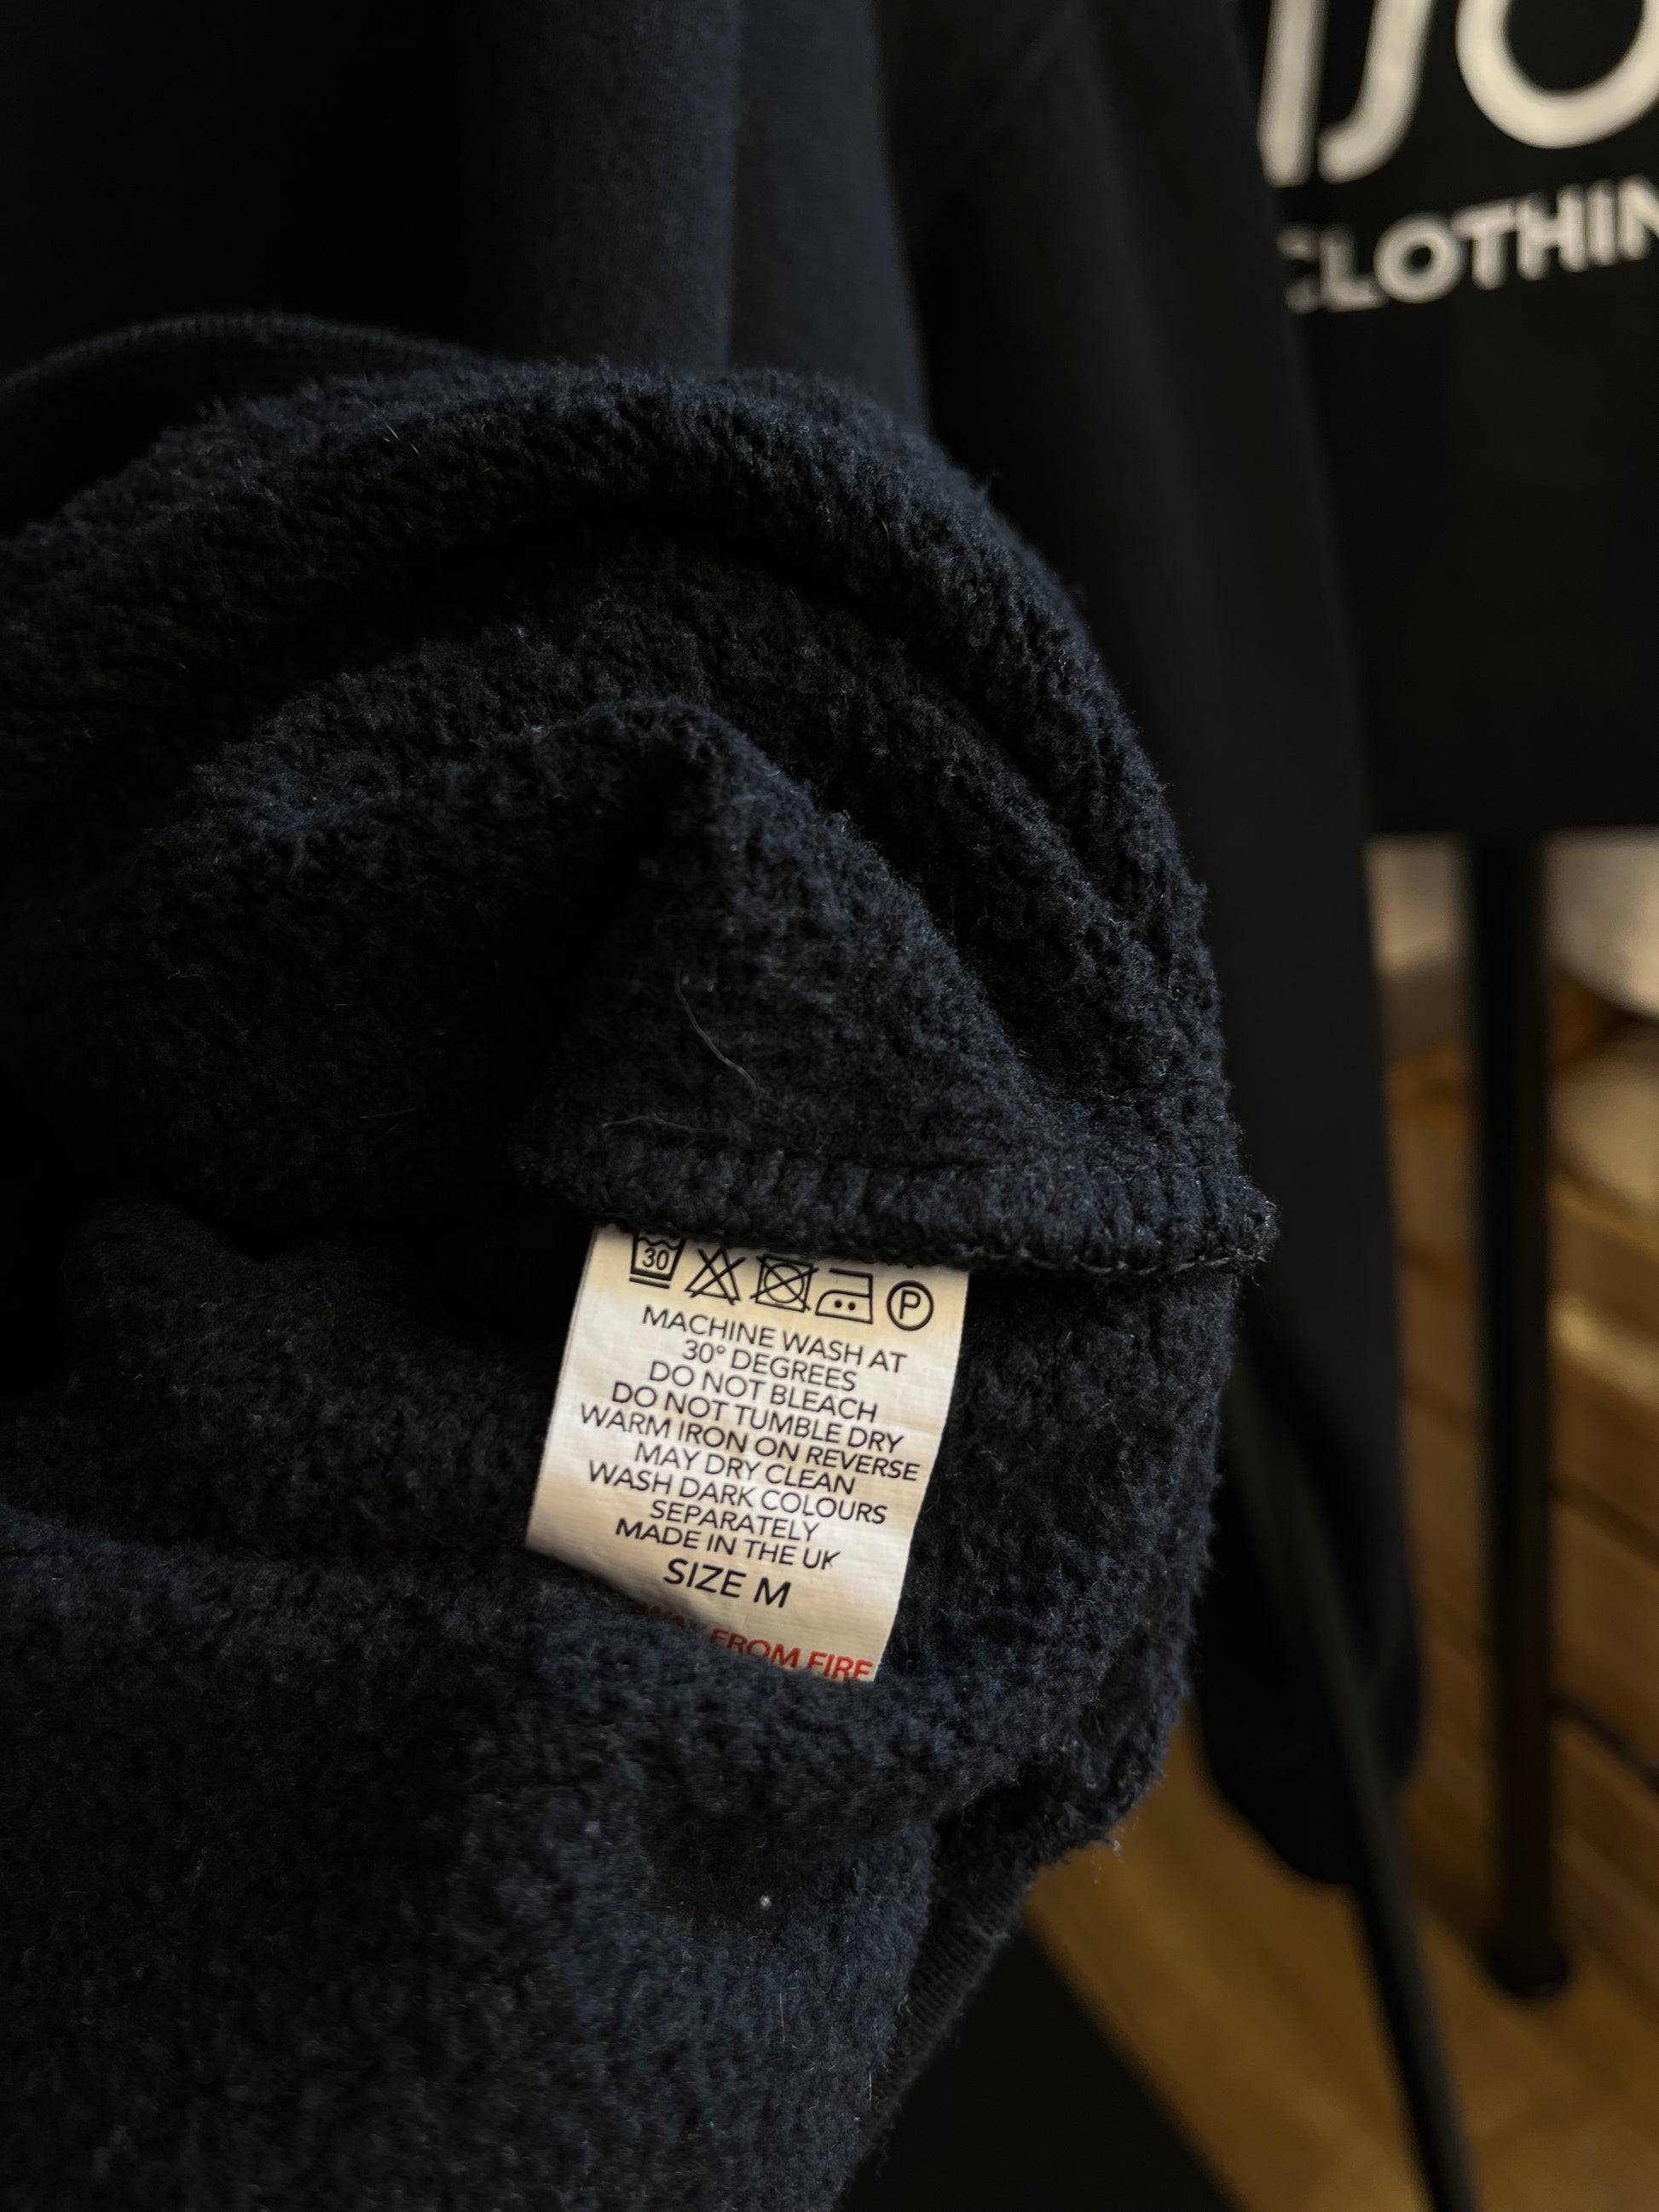 CLOTHIN
30
P
MACHINE WASH AT
30° DEGREES
DO NOT BLEACH
DO NOT TUMBLE DRY
WARM IRON ON REVERSE
MAY DRY CLEAN
WASH DARK COLOURS
SEPARATELY
MADE IN THE UK
SIZE M
FROM FIRE